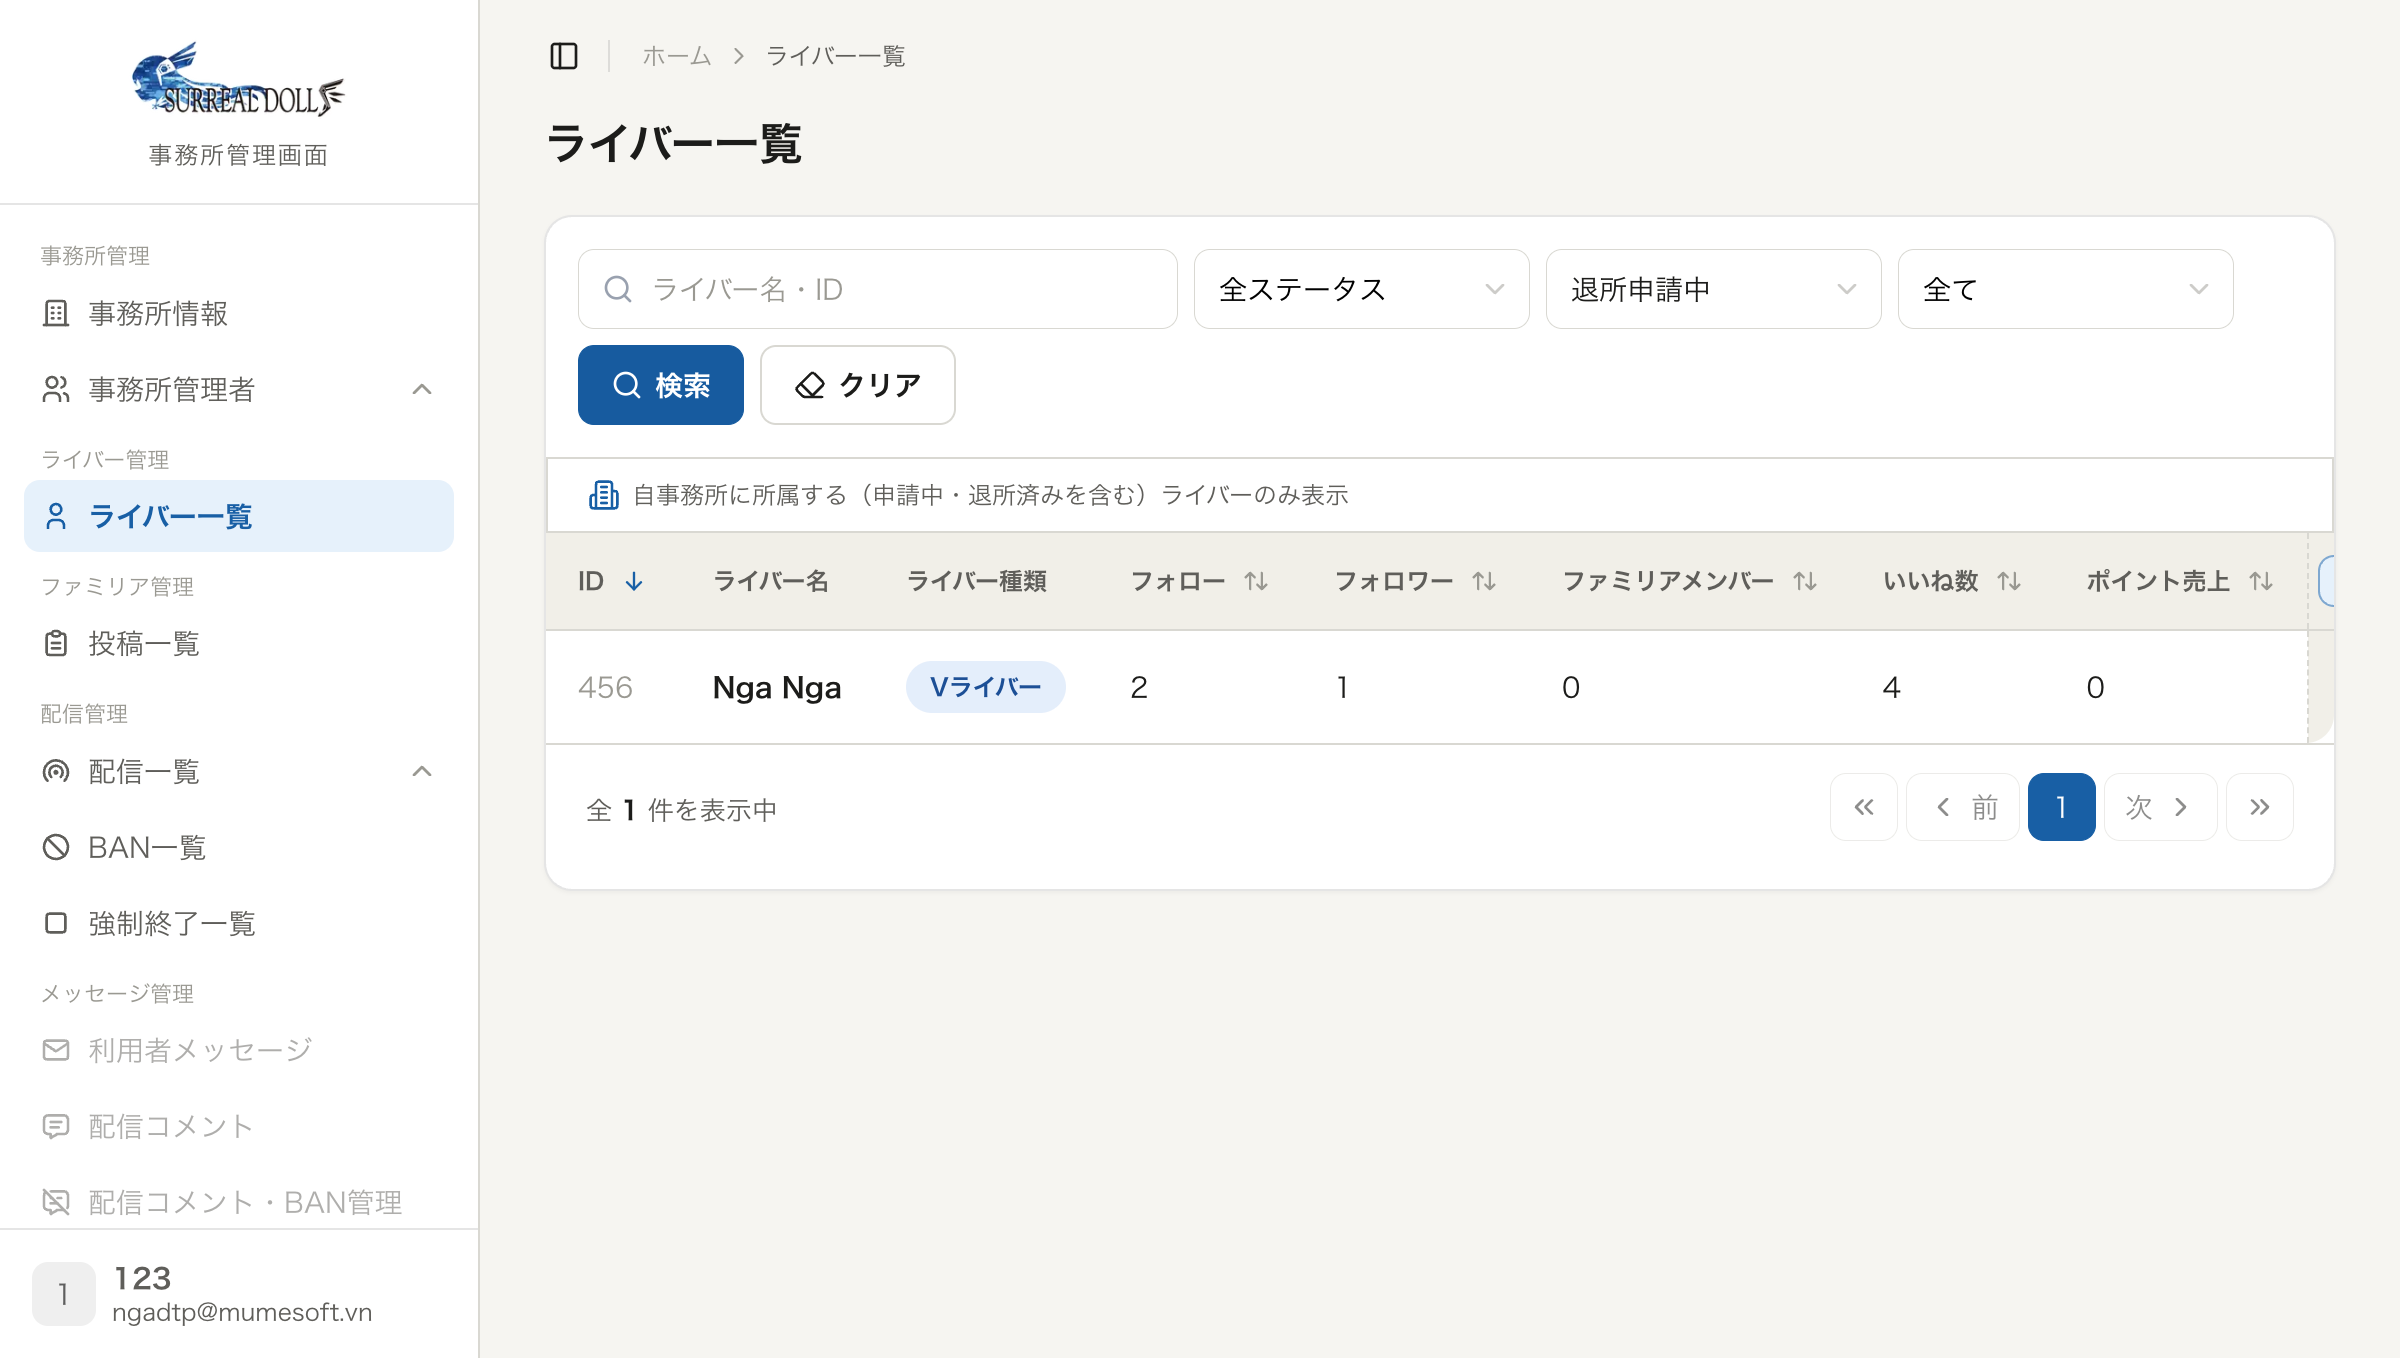 SURREAL DOLL
事務所管理画面
事務所管理
事務所情報
事務所管理者
ライバー管理
ライバー一覧
ファミリア管理
投稿一覧
配信管理
配信一覧
BAN一覧
強制終了一覧
メッセージ管理
利用者メッセージ
配信コメント
配信コメント・BAN管理
1
123
ngadtp@mumesoft.vn
ホーム > ライバー一覧
ライバー一覧
ライバー名・ID 全ステータス 退所申請中 全て
検索 クリア
自事務所に所属する（申請中・退所済みを含む）ライバーのみ表示
ID ライバー名 ライバー種類 フォロー フォロワー ファミリアメンバー いいね数 ポイント売上
456 Nga Nga Vライバー 2 1 0 4 0
全 1 件を表示中
« ‹ 前 1 次 › »